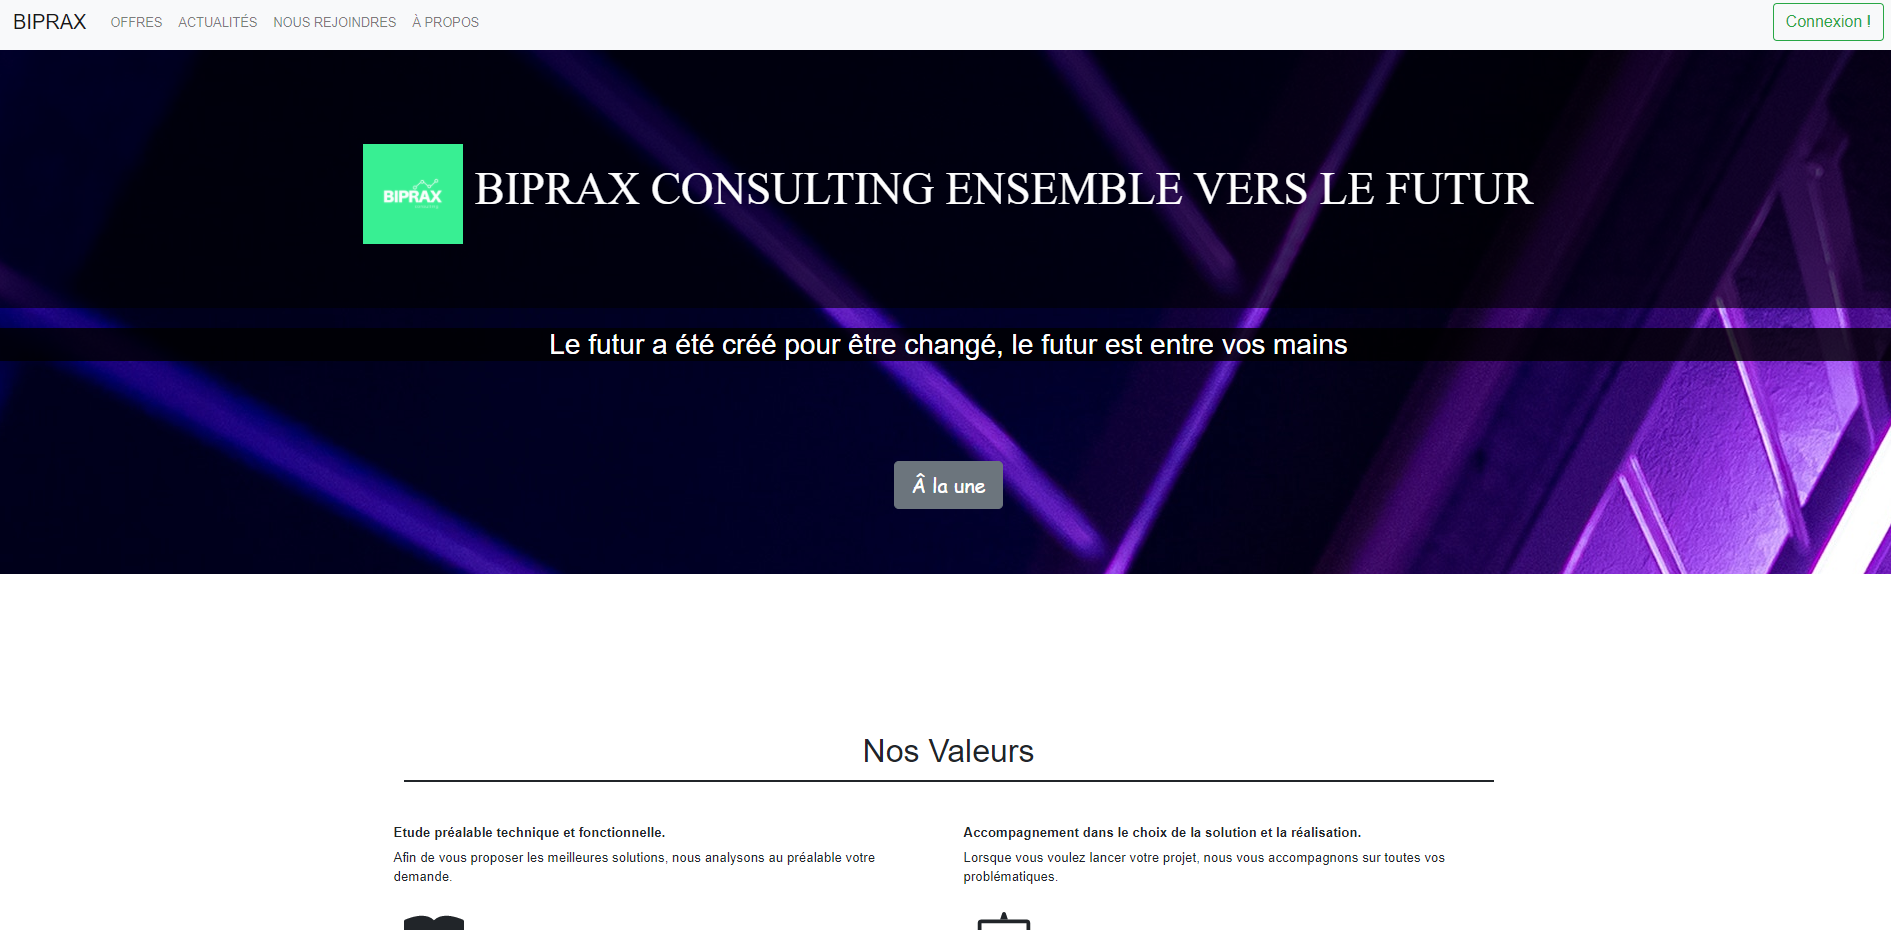 BIPRAX OFFRES ACTUALITÉS NOUS REJOINDRES À PROPOS Connexion !
BIPRAX
consulting
BIPRAX CONSULTING ENSEMBLE VERS LE FUTUR
Le futur a été créé pour être changé, le futur est entre vos mains
Â la une
Nos Valeurs
Etude préalable technique et fonctionnelle.
Afin de vous proposer les meilleures solutions, nous analysons au préalable votre
demande.
Accompagnement dans le choix de la solution et la réalisation.
Lorsque vous voulez lancer votre projet, nous vous accompagnons sur toutes vos
problématiques.